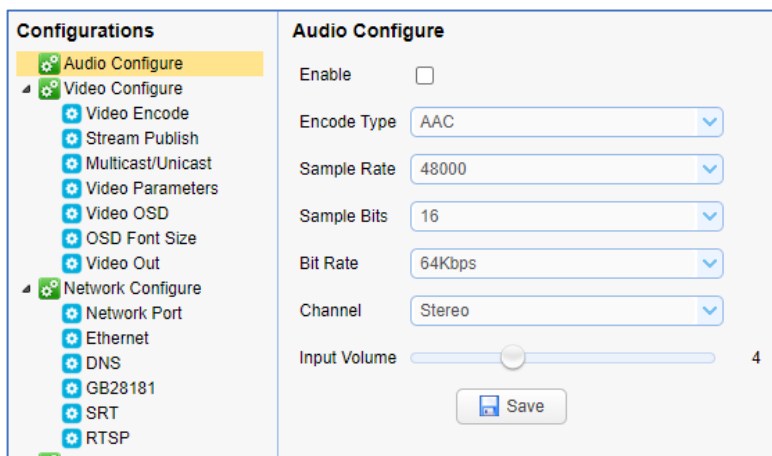 Configurations
Audio Configure
Video Configure
Video Encode
Stream Publish
Multicast/Unicast
Video Parameters
Video OSD
OSD Font Size
Video Out
Network Configure
Network Port
Ethernet
DNS
GB28181
SRT
RTSP
Audio Configure
Enable
Encode Type AAC
Sample Rate 48000
Sample Bits 16
Bit Rate 64Kbps
Channel Stereo
Input Volume 4
Save